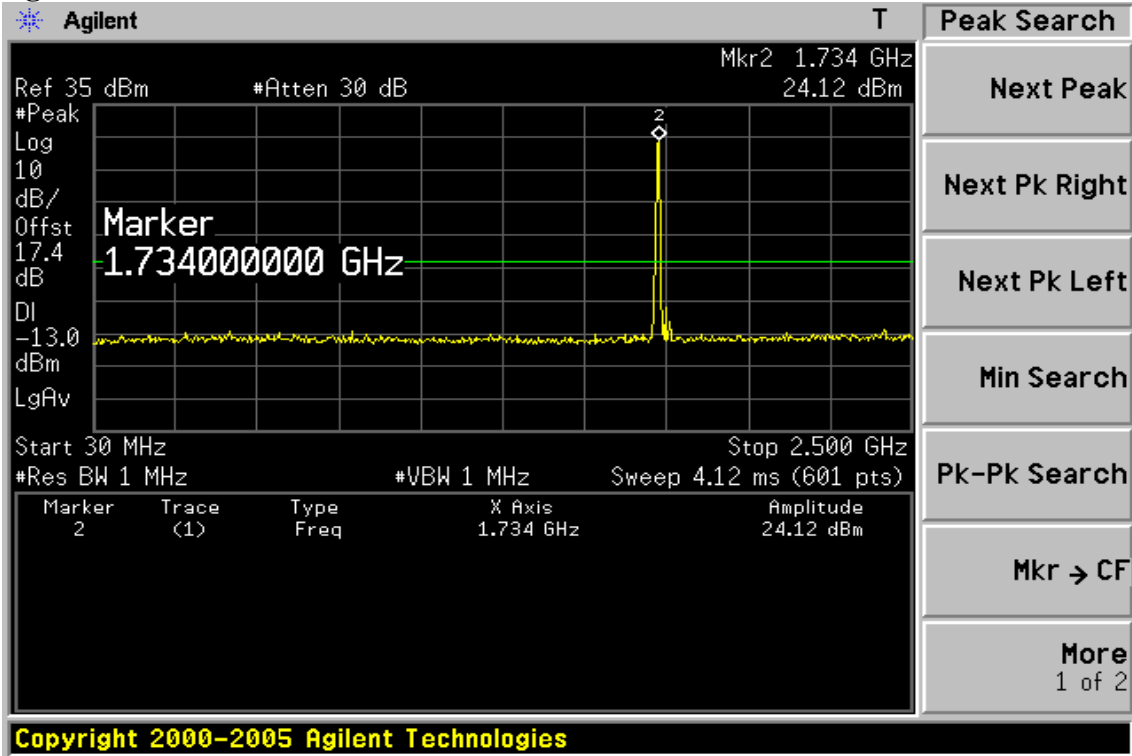 Agilent T Peak Search
Mkr2 1.734 GHz
Ref 35 dBm #Atten 30 dB 24.12 dBm
#Peak
Log
10
dB/
Offst
17.4
dB
DI
-13.0
dBm
LgAv
2
Marker
1.734000000 GHz
Start 30 MHz Stop 2.500 GHz
#Res BW 1 MHz #VBW 1 MHz Sweep 4.12 ms (601 pts)
Marker Trace Type X Axis Amplitude
2 (1) Freq 1.734 GHz 24.12 dBm
Next Peak
Next Pk Right
Next Pk Left
Min Search
Pk-Pk Search
Mkr → CF
More
1 of 2
Copyright 2000-2005 Agilent Technologies